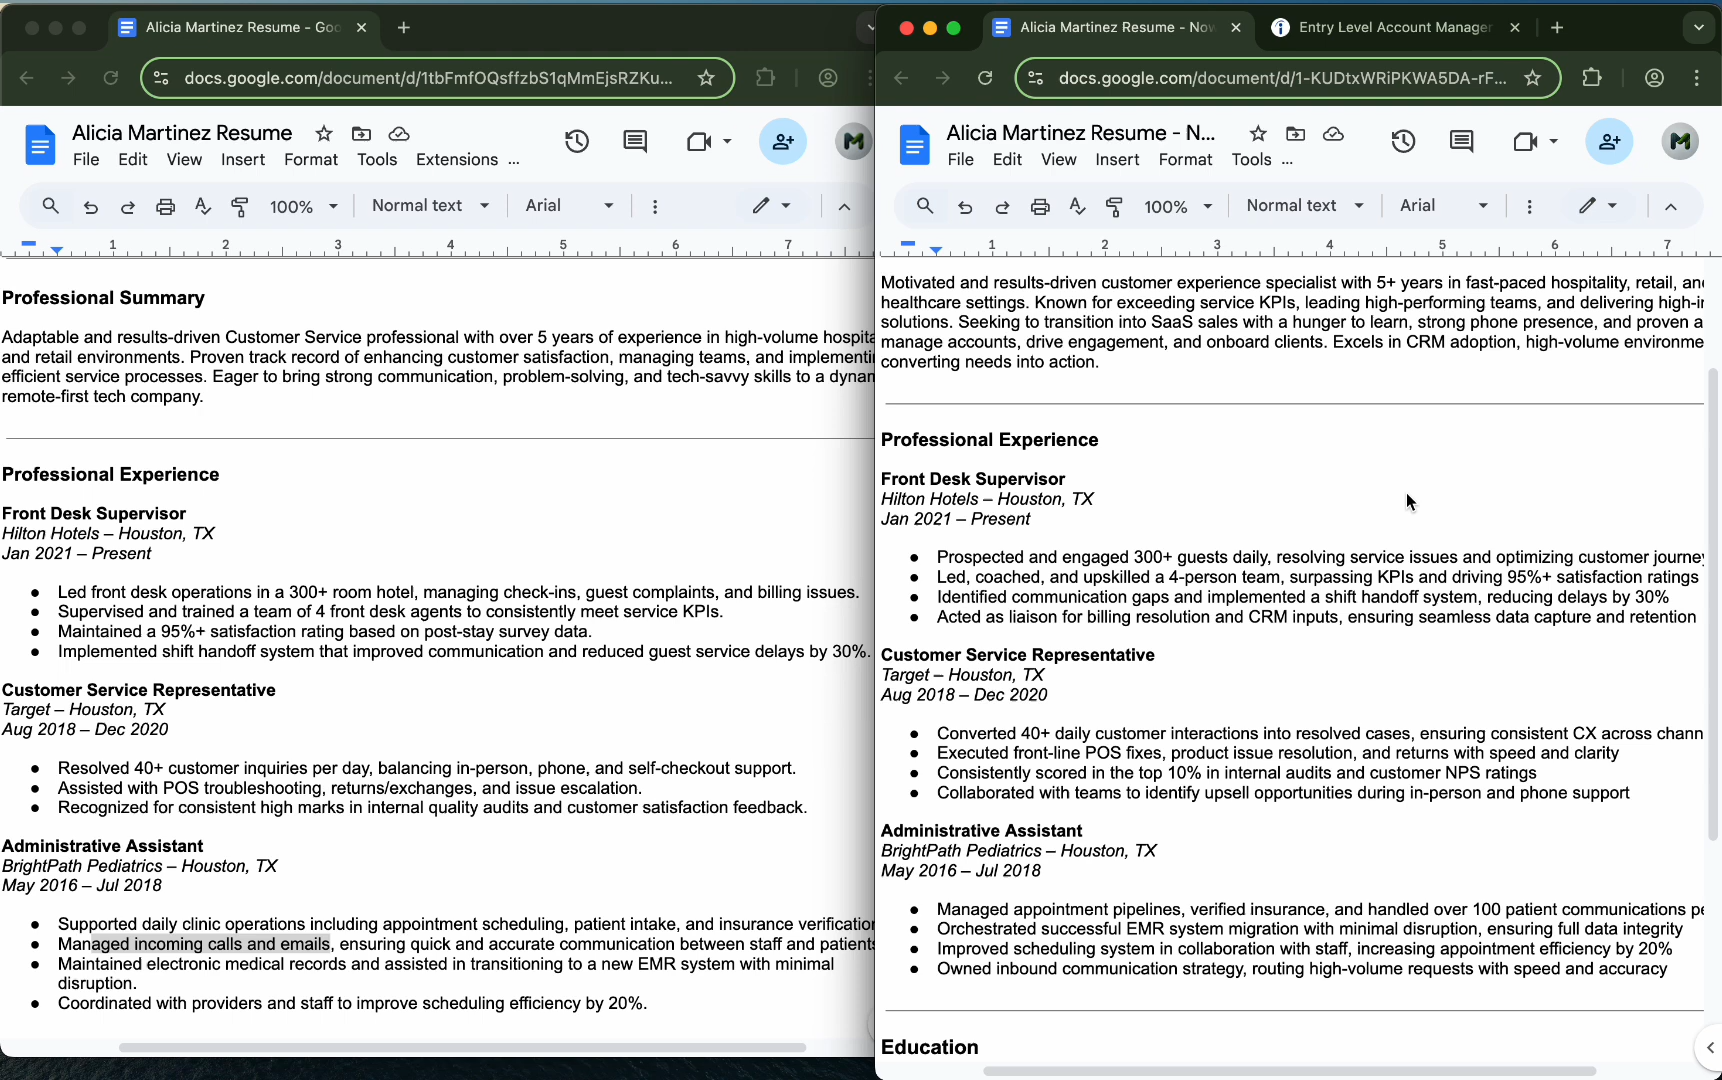 Alicia Martinez Resume - Goo
docs.google.com/document/d/1tbFmfOQsffzbS1qMmEjsRZKu...
Alicia Martinez Resume
File Edit View Insert Format Tools Extensions ...
100% Normal text Arial
1 2 3 4 5 6 7
Professional Summary
Adaptable and results-driven Customer Service professional with over 5 years of experience in high-volume hospita
and retail environments. Proven track record of enhancing customer satisfaction, managing teams, and implementi
efficient service processes. Eager to bring strong communication, problem-solving, and tech-savvy skills to a dynam
remote-first tech company.
Professional Experience
Front Desk Supervisor
Hilton Hotels – Houston, TX
Jan 2021 – Present
● Led front desk operations in a 300+ room hotel, managing check-ins, guest complaints, and billing issues.
● Supervised and trained a team of 4 front desk agents to consistently meet service KPIs.
● Maintained a 95%+ satisfaction rating based on post-stay survey data.
● Implemented shift handoff system that improved communication and reduced guest service delays by 30%.
Customer Service Representative
Target – Houston, TX
Aug 2018 – Dec 2020
● Resolved 40+ customer inquiries per day, balancing in-person, phone, and self-checkout support.
● Assisted with POS troubleshooting, returns/exchanges, and issue escalation.
● Recognized for consistent high marks in internal quality audits and customer satisfaction feedback.
Administrative Assistant
BrightPath Pediatrics – Houston, TX
May 2016 – Jul 2018
● Supported daily clinic operations including appointment scheduling, patient intake, and insurance verification
● Managed incoming calls and emails, ensuring quick and accurate communication between staff and patients
● Maintained electronic medical records and assisted in transitioning to a new EMR system with minimal
disruption.
● Coordinated with providers and staff to improve scheduling efficiency by 20%.
Alicia Martinez Resume - Nov
Entry Level Account Manager
docs.google.com/document/d/1-KUDtxWRiPKWA5DA-rF...
Alicia Martinez Resume - N...
File Edit View Insert Format Tools ...
100% Normal text Arial
1 2 3 4 5 6 7
Motivated and results-driven customer experience specialist with 5+ years in fast-paced hospitality, retail, and
healthcare settings. Known for exceeding service KPIs, leading high-performing teams, and delivering high-i
solutions. Seeking to transition into SaaS sales with a hunger to learn, strong phone presence, and proven a
manage accounts, drive engagement, and onboard clients. Excels in CRM adoption, high-volume environme
converting needs into action.
Professional Experience
Front Desk Supervisor
Hilton Hotels – Houston, TX
Jan 2021 – Present
● Prospected and engaged 300+ guests daily, resolving service issues and optimizing customer journey
● Led, coached, and upskilled a 4-person team, surpassing KPIs and driving 95%+ satisfaction ratings
● Identified communication gaps and implemented a shift handoff system, reducing delays by 30%
● Acted as liaison for billing resolution and CRM inputs, ensuring seamless data capture and retention
Customer Service Representative
Target – Houston, TX
Aug 2018 – Dec 2020
● Converted 40+ daily customer interactions into resolved cases, ensuring consistent CX across chann
● Executed front-line POS fixes, product issue resolution, and returns with speed and clarity
● Consistently scored in the top 10% in internal audits and customer NPS ratings
● Collaborated with teams to identify upsell opportunities during in-person and phone support
Administrative Assistant
BrightPath Pediatrics – Houston, TX
May 2016 – Jul 2018
● Managed appointment pipelines, verified insurance, and handled over 100 patient communications pe
● Orchestrated successful EMR system migration with minimal disruption, ensuring full data integrity
● Improved scheduling system in collaboration with staff, increasing appointment efficiency by 20%
● Owned inbound communication strategy, routing high-volume requests with speed and accuracy
Education